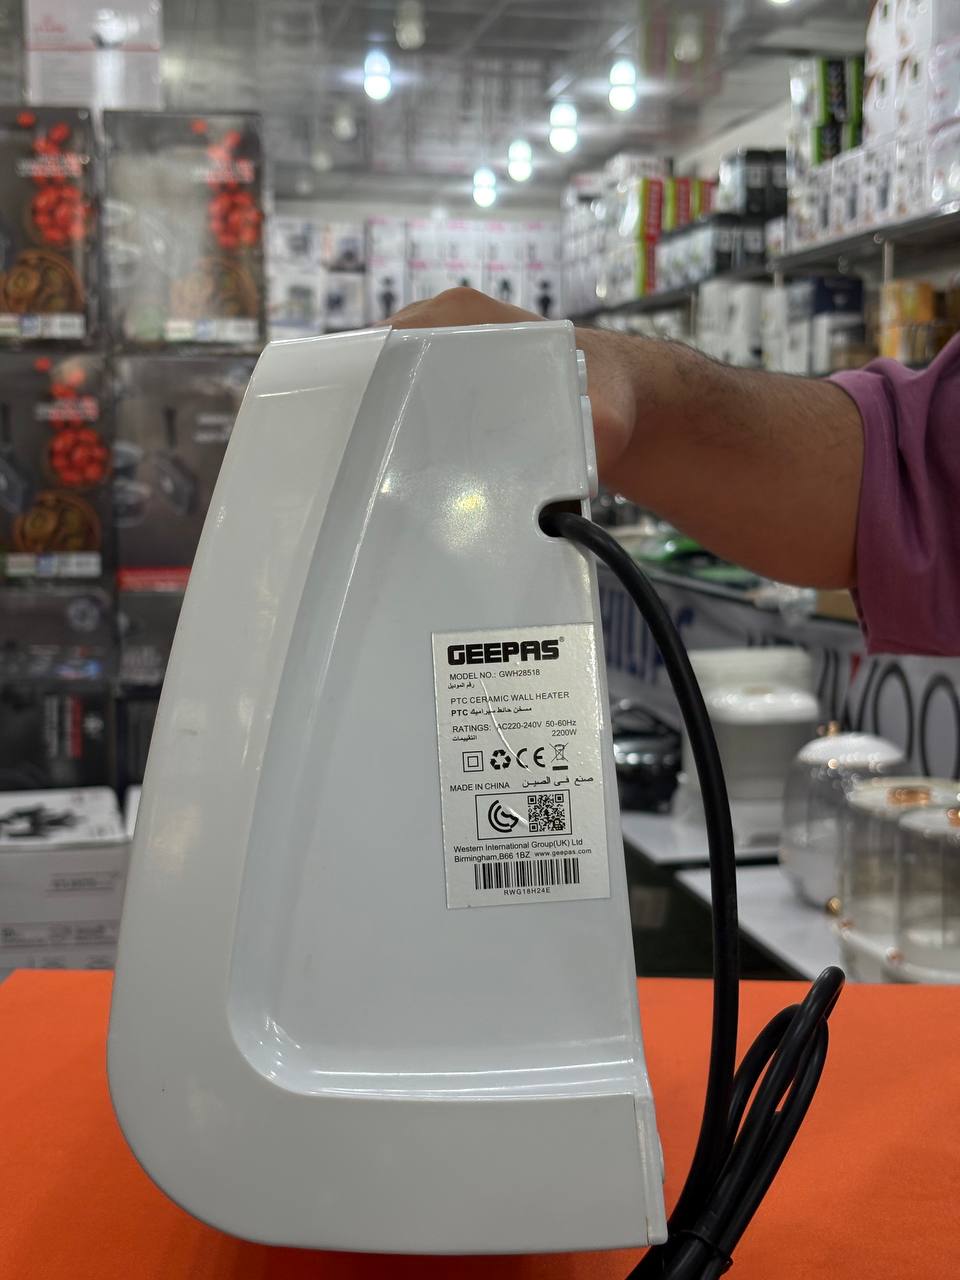 GEEPAS®
MODEL NO.: GWH28518
رقم الموديل
PTC CERAMIC WALL HEATER
مسخن حائط سيراميك PTC
RATINGS: AC220-240V 50-60Hz
التقييمات 2200W
CE
MADE IN CHINA صنع في الصين
Western International Group(UK) Ltd
Birmingham,B66 1BZ www.geepas.com
RWG18H24E